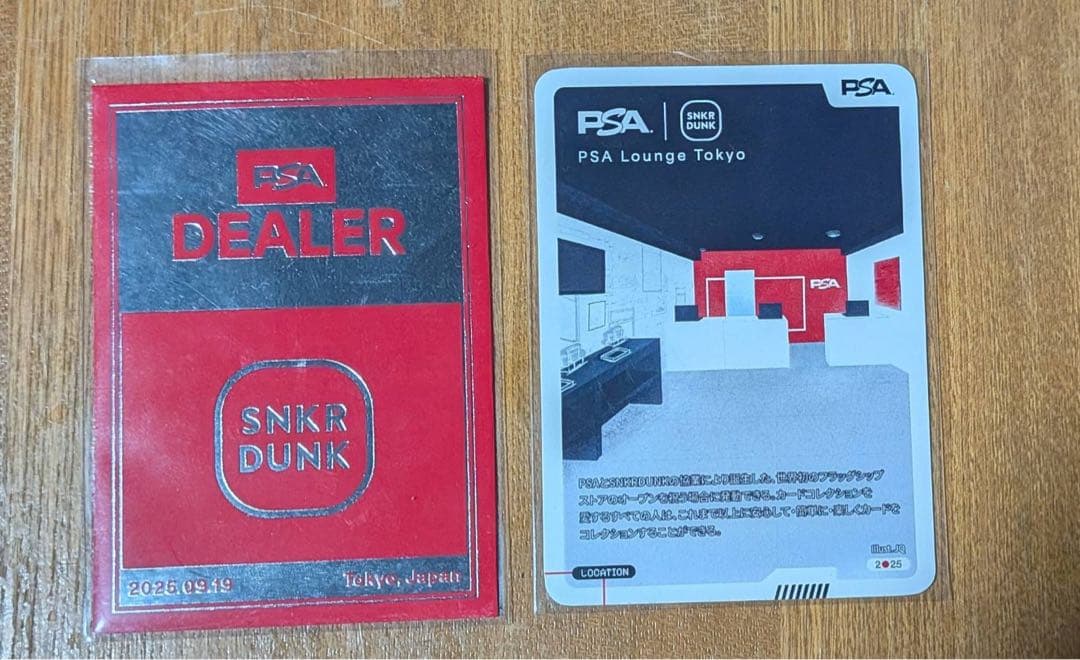 PSA
DEALER
SNKR
DUNK
2025.09.19
Tokyo, Japan
PSA
PSA
SNKR
DUNK
PSA Lounge Tokyo
PSA
PSAとSNKRDUNKの協業により誕生した、世界初のフラッグシップ
ストアのオープンを祝う場合に発動できる。カードコレクションを
愛するすべての人は、これまで以上に安心して・簡単に・楽しくカードを
コレクションすることができる。
Illust.JQ
LOCATION
2025